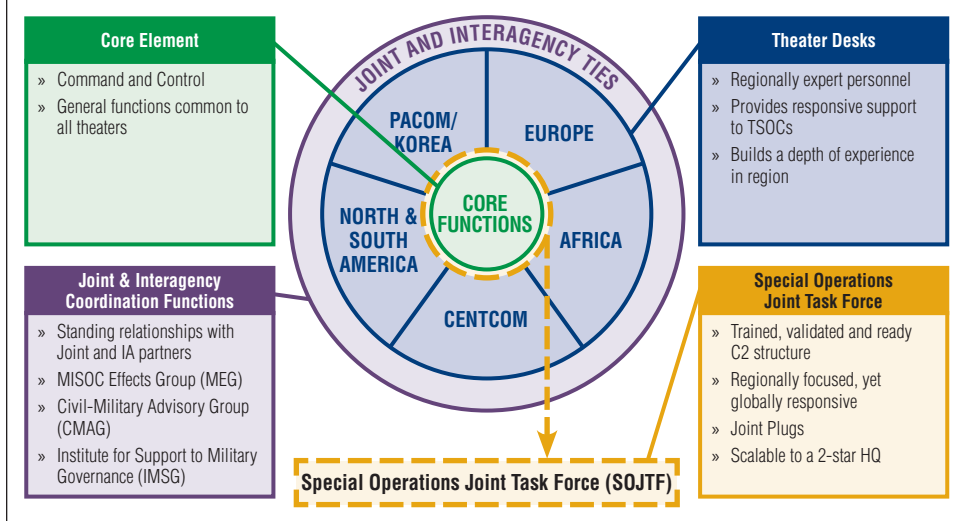 Core Element
» Command and Control
» General functions common to
all theaters
JOINT AND INTERAGENCY TIES
PACOM/
KOREA
EUROPE
NORTH &
SOUTH
AMERICA
CORE
FUNCTIONS
AFRICA
CENTCOM
Theater Desks
» Regionally expert personnel
» Provides responsive support
to TSOCs
» Builds a depth of experience
in region
Joint & Interagency
Coordination Functions
» Standing relationships with
Joint and IA partners
» MISOC Effects Group (MEG)
» Civil-Military Advisory Group
(CMAG)
» Institute for Support to Military
Governance (IMSG)
Special Operations
Joint Task Force
» Trained, validated and ready
C2 structure
» Regionally focused, yet
globally responsive
» Joint Plugs
» Scalable to a 2-star HQ
Special Operations Joint Task Force (SOJTF)